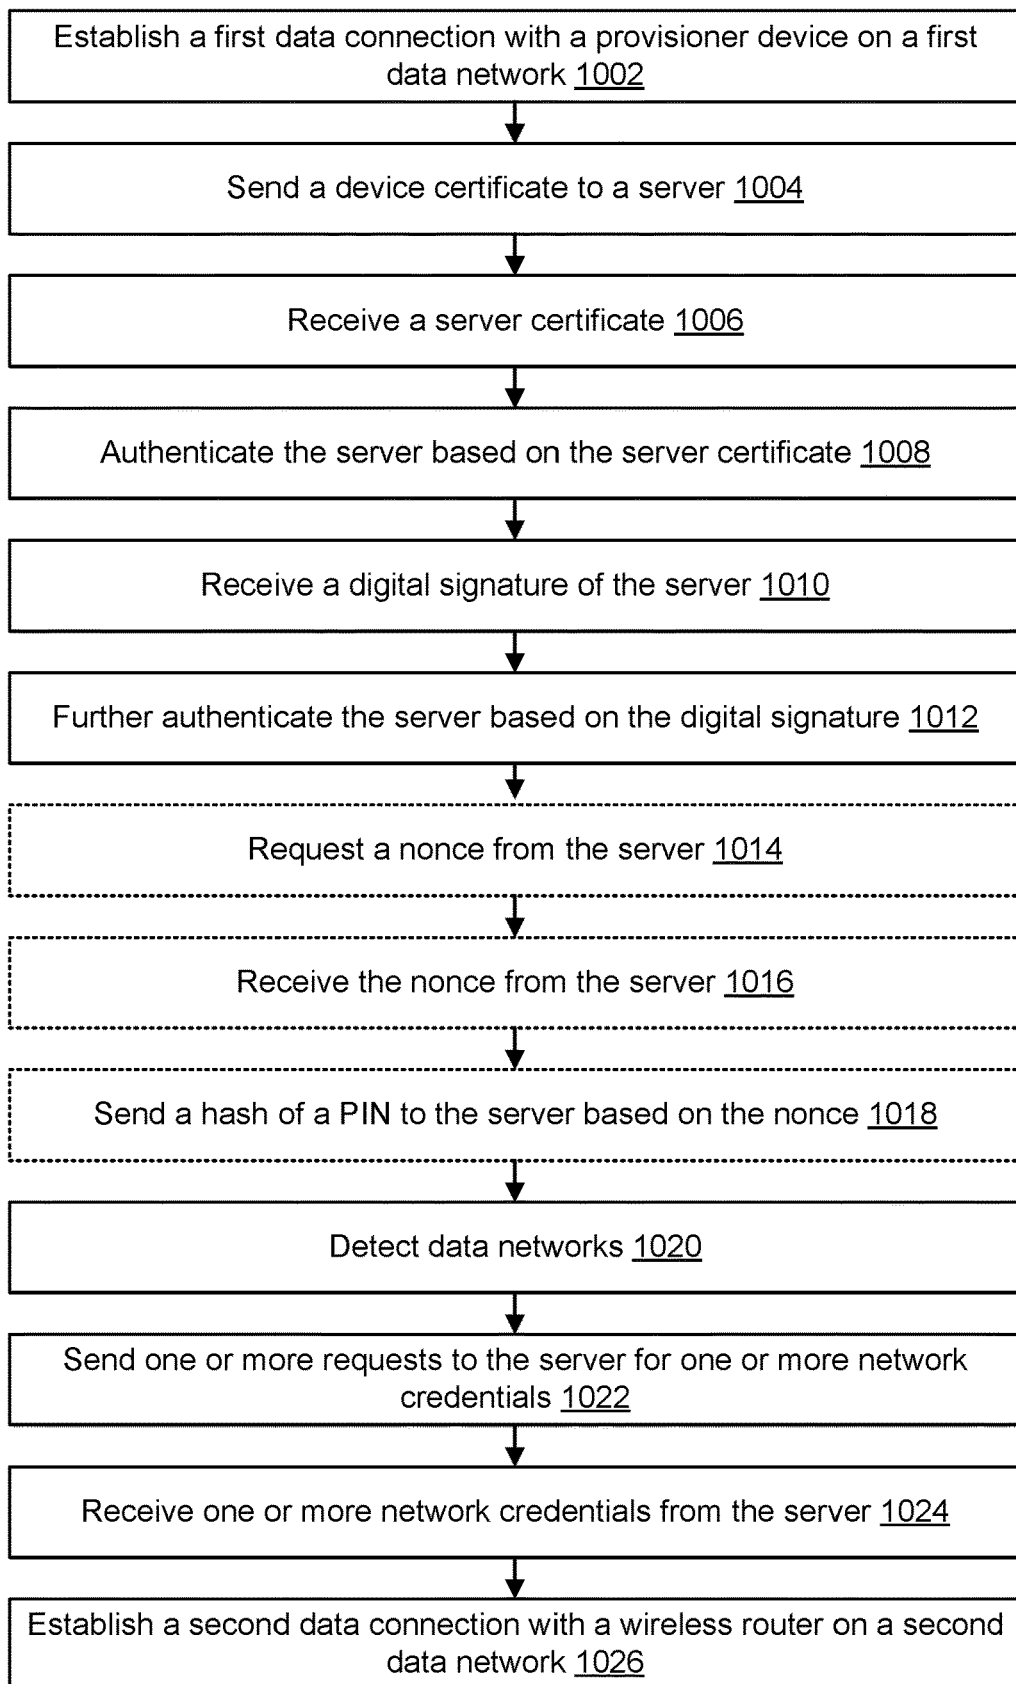 Establish a first data connection with a provisioner device on a first
data network 1002
Send a device certificate to a server 1004
Receive a server certificate 1006
Authenticate the server based on the server certificate 1008
Receive a digital signature of the server 1010
Further authenticate the server based on the digital signature 1012
Request a nonce from the server 1014
Receive the nonce from the server 1016
Send a hash of a PIN to the server based on the nonce 1018
Detect data networks 1020
Send one or more requests to the server for one or more network
credentials 1022
Receive one or more network credentials from the server 1024
Establish a second data connection with a wireless router on a second
data network 1026